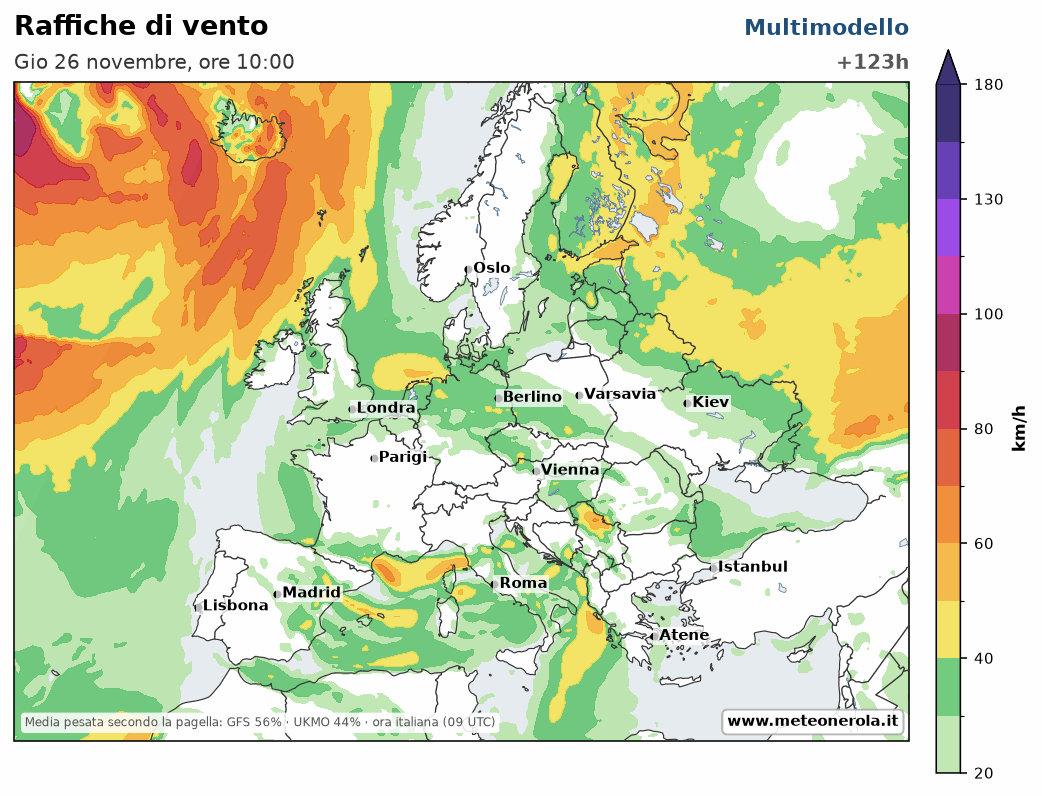 Raffiche di vento
Multimodello
Gio 26 novembre, ore 10:00
+123h
Oslo
Londra
Berlino
Varsavia
Kiev
Parigi
Vienna
Istanbul
Madrid
Roma
Lisbona
Atene
Media pesata secondo la pagella: GFS 56% · UKMO 44% · ora italiana (09 UTC)
www.meteonerola.it
180
130
100
80
60
40
20
km/h